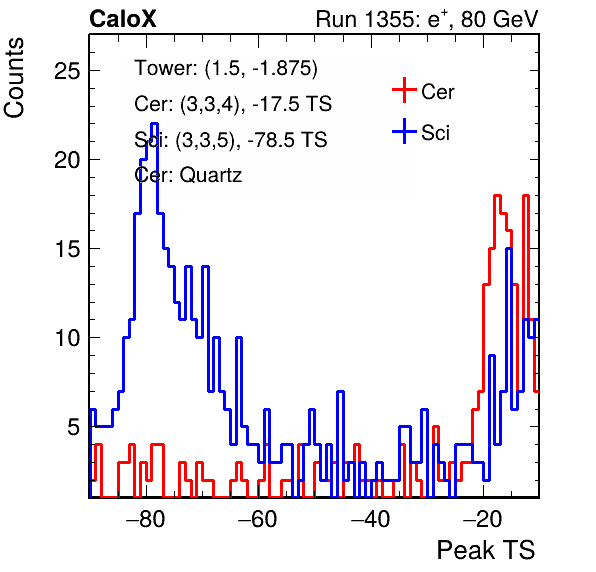 CaloX Run 1355: e⁺, 80 GeV
Counts
Tower: (1.5, -1.875)
Cer: (3,3,4), -17.5 TS
Sci: (3,3,5), -78.5 TS
Cer: Quartz
Cer
Sci
25
20
15
10
5
−80 −60 −40 −20
Peak TS